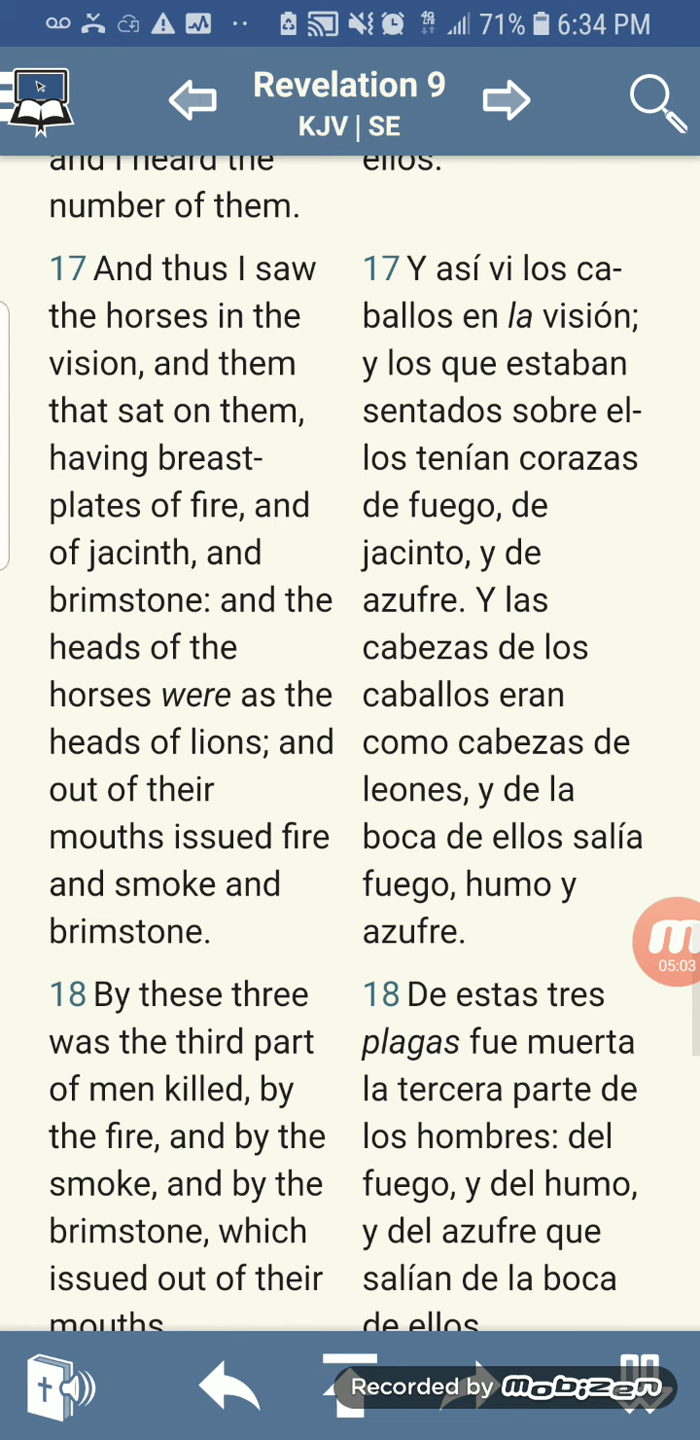 71% 6:34 PM
Revelation 9
KJV | SE
and I heard the
number of them.
17 And thus I saw
the horses in the
vision, and them
that sat on them,
having breast-
plates of fire, and
of jacinth, and
brimstone: and the
heads of the
horses were as the
heads of lions; and
out of their
mouths issued fire
and smoke and
brimstone.
18 By these three
was the third part
of men killed, by
the fire, and by the
smoke, and by the
brimstone, which
issued out of their
mouths
ellos.
17 Y así vi los ca-
ballos en la visión;
y los que estaban
sentados sobre el-
los tenían corazas
de fuego, de
jacinto, y de
azufre. Y las
cabezas de los
caballos eran
como cabezas de
leones, y de la
boca de ellos salía
fuego, humo y
azufre.
18 De estas tres
plagas fue muerta
la tercera parte de
los hombres: del
fuego, y del humo,
y del azufre que
salían de la boca
de ellos
m
05:03
Recorded by mobizen